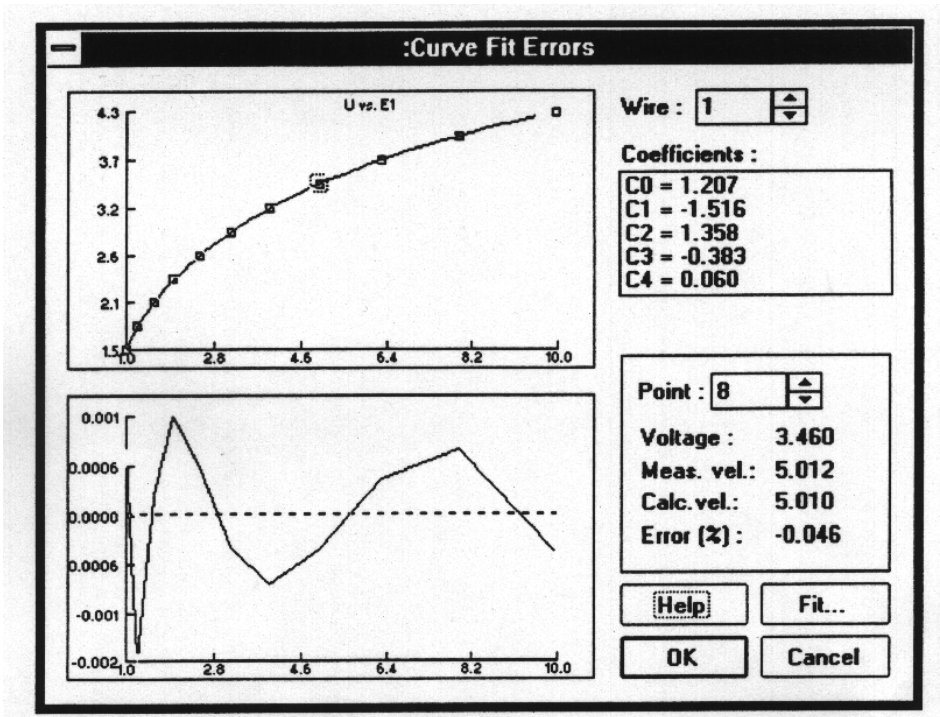 :Curve Fit Errors
U vs. E1
4.3
3.7
3.2
2.6
2.1
1.5
1.0 2.8 4.6 6.4 8.2 10.0
0.001
0.0006
0.0000
0.0006
-0.001
-0.002
1.0 2.8 4.6 6.4 8.2 10.0
Wire : 1
Coefficients :
C0 = 1.207
C1 = -1.516
C2 = 1.358
C3 = -0.383
C4 = 0.060
Point : 8
Voltage : 3.460
Meas. vel.: 5.012
Calc.vel.: 5.010
Error (%) : -0.046
Help Fit...
OK Cancel